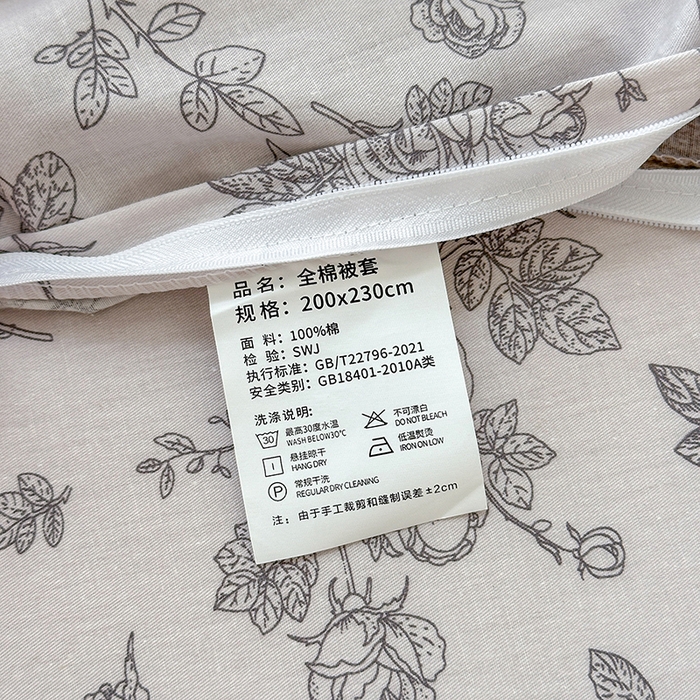 品名：全棉被套
规格：200x230cm
面料：100%棉
检验：SWJ
执行标准：GB/T22796-2021
安全类别：GB18401-2010A类
洗涤说明：
30 最高30度水温 不可漂白
WASH BELOW30℃ DO NOT BLEACH
悬挂晾干 低温熨烫
HANG DRY IRON ON LOW
P 常规干洗
REGULAR DRY CLEANING
注：由于手工裁剪和缝制误差±2cm